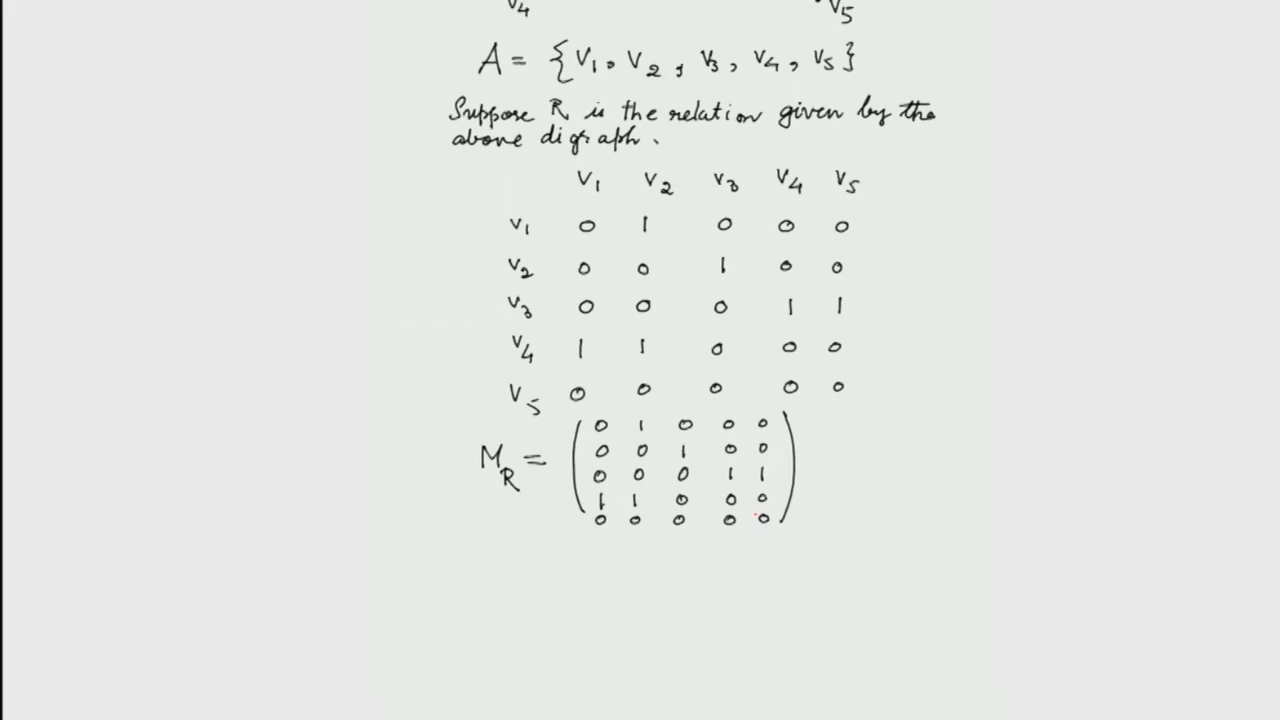 V4 V5
A = {V1, V2, V3, V4, V5}
Suppose R is the relation given by the
above digraph.
V1 V2 V3 V4 V5
V1 0 1 0 0 0
V2 0 0 1 0 0
V3 0 0 0 1 1
V4 1 1 0 0 0
V5 0 0 0 0 0
0 1 0 0 0
0 0 1 0 0
M_R = ( 0 0 0 1 1 )
1 1 0 0 0
0 0 0 0 0